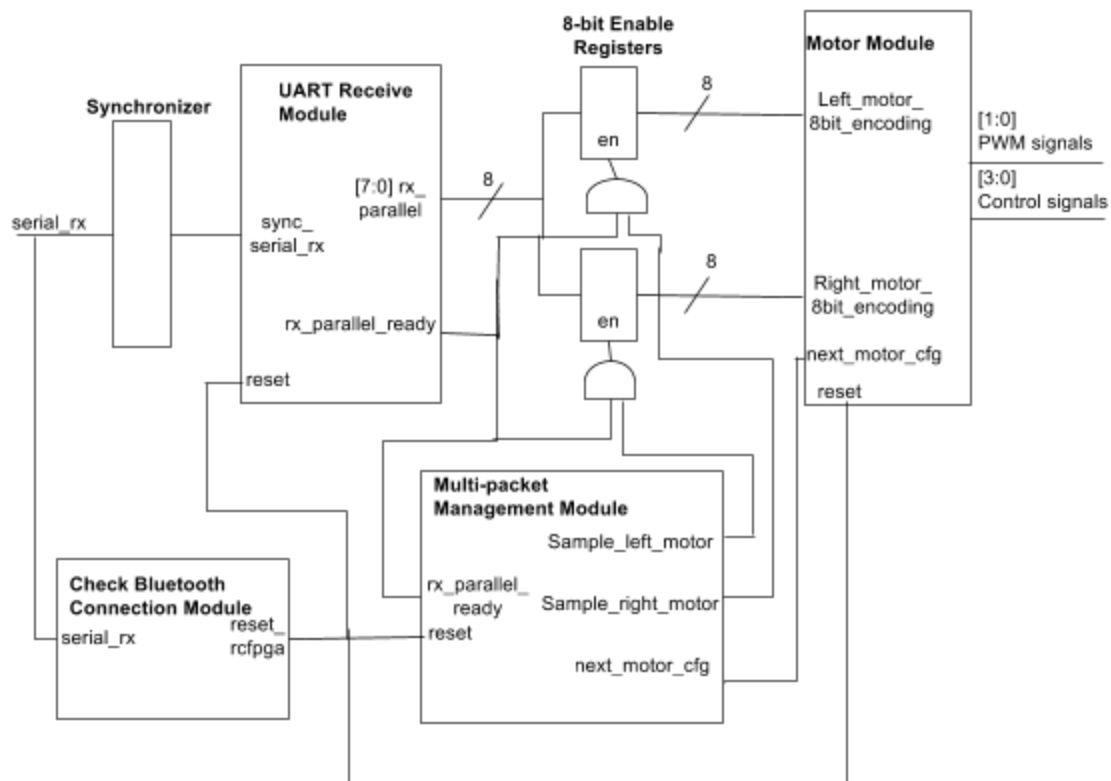 8-bit Enable
Registers
Motor Module
UART Receive
Module
Synchronizer
8
Left_motor_
8bit_encoding
[1:0]
PWM signals
en
[7:0] rx_
parallel
8
[3:0]
Control signals
serial_rx
sync_
serial_rx
8
Right_motor_
8bit_encoding
rx_parallel_ready
en
next_motor_cfg
reset
reset
Multi-packet
Management Module
Sample_left_motor
Check Bluetooth
Connection Module
rx_parallel_
ready
Sample_right_motor
serial_rx
reset_
rcfpga
reset
next_motor_cfg